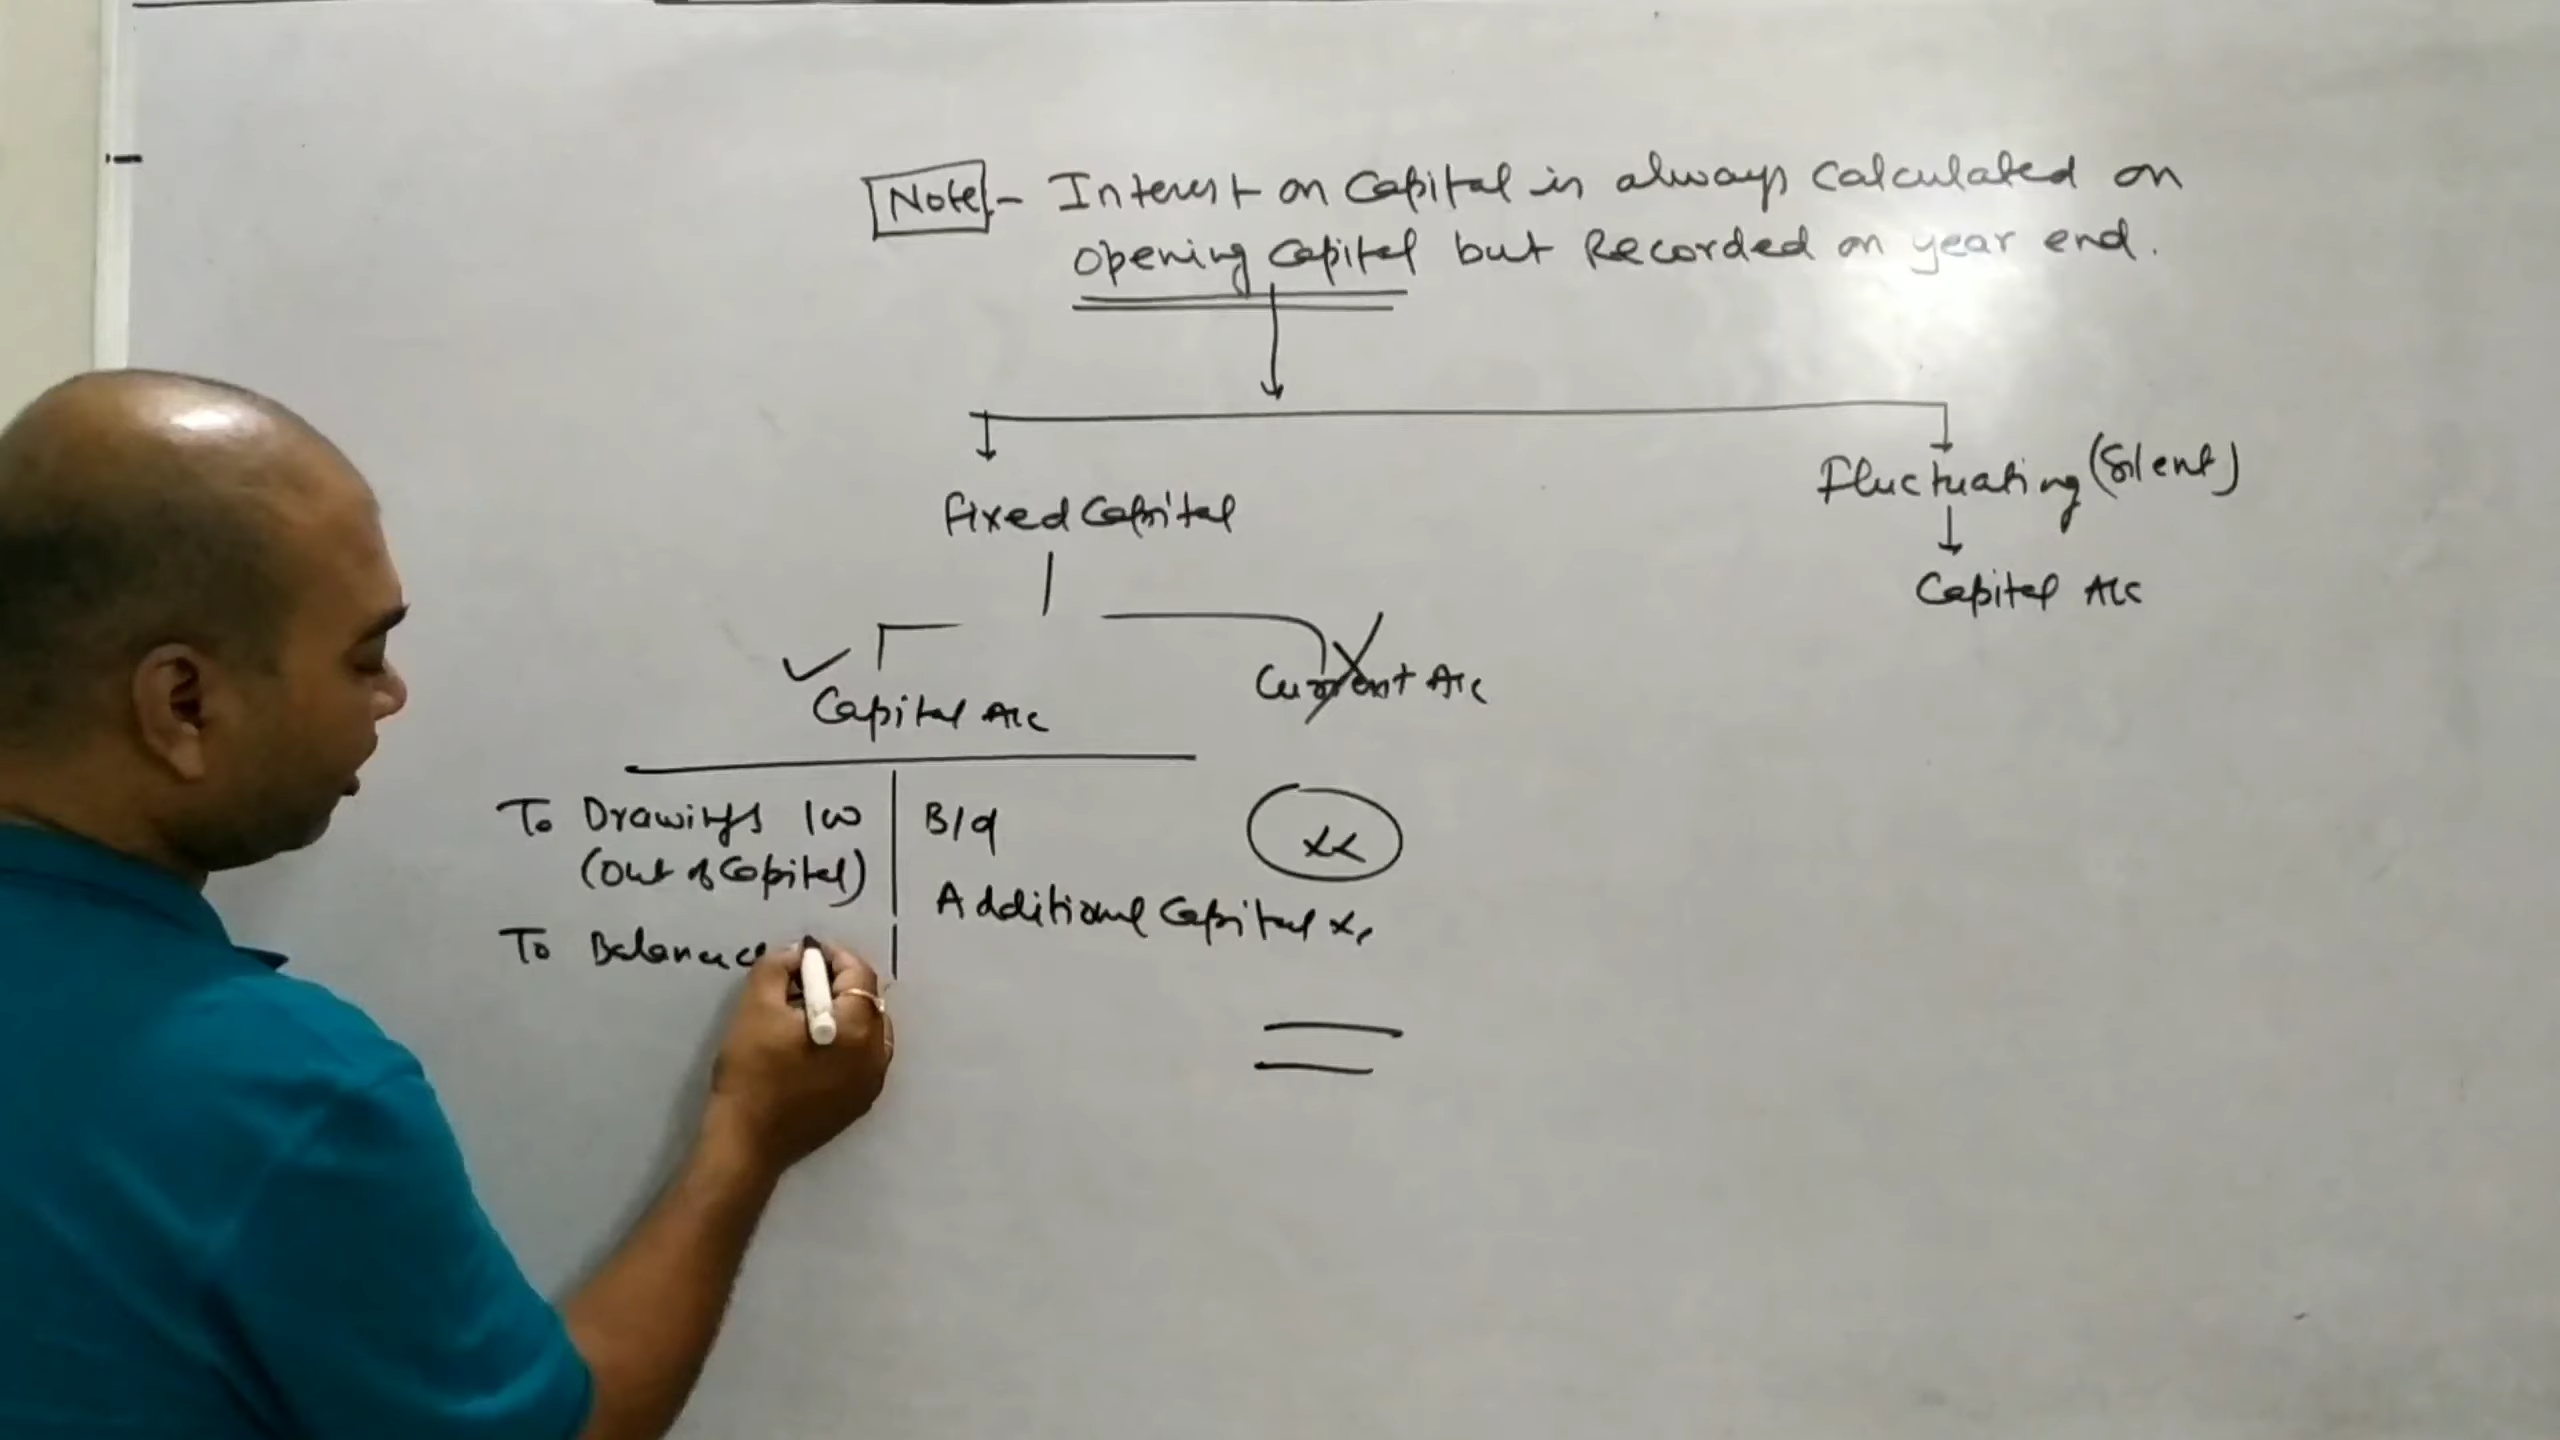 Note :- Interest on Capital is always Calculated on
opening Capital but Recorded on year end.
Fixed Capital
Fluctuating (Silent)
Capital A/c
Capital A/c
Current A/c
To Drawings 100
(Out of Capital)
To Balance
B/d
xx
Additional Capital x